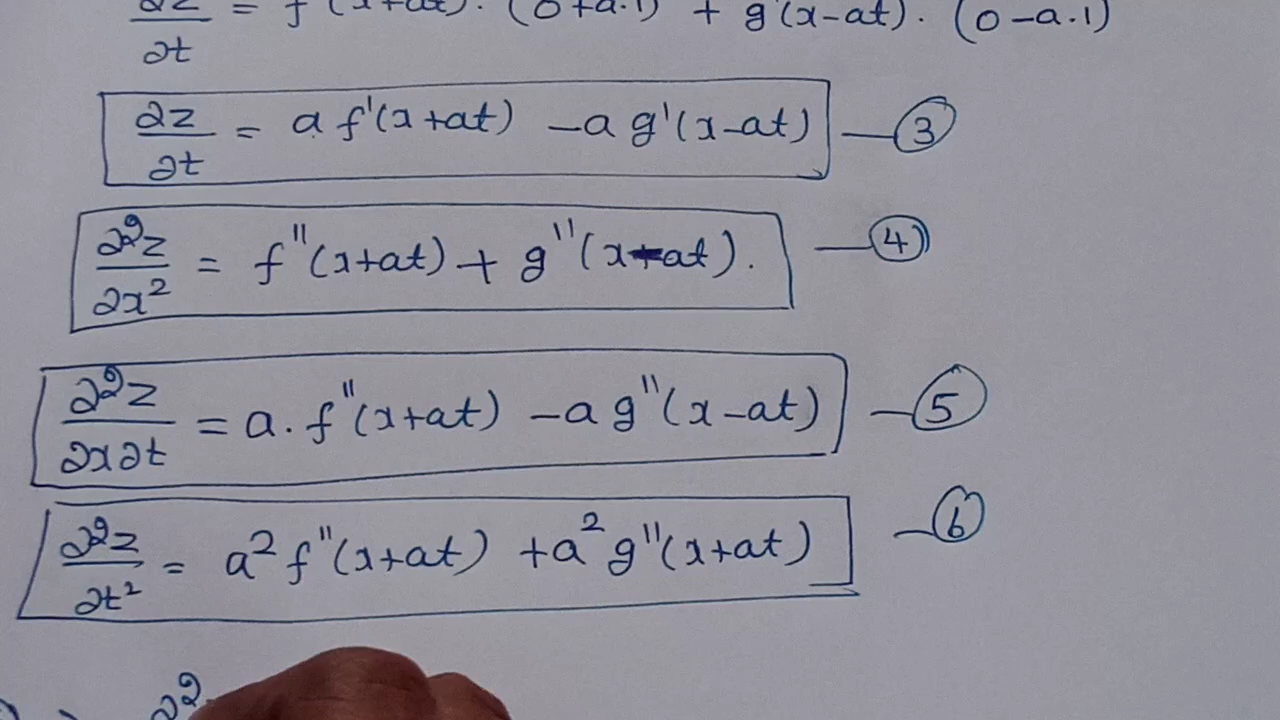 ∂z/∂t = f'(x+at). (0+a.1) + g'(x-at). (0-a.1)
∂z/∂t = a f'(x+at) -a g'(x-at) —③
∂²z/∂x² = f''(x+at) + g''(x-at). —④
∂²z/∂x∂t = a. f''(x+at) -a g''(x-at) —⑤
∂²z/∂t² = a² f''(x+at) +a² g''(x+at) —⑥
∂²